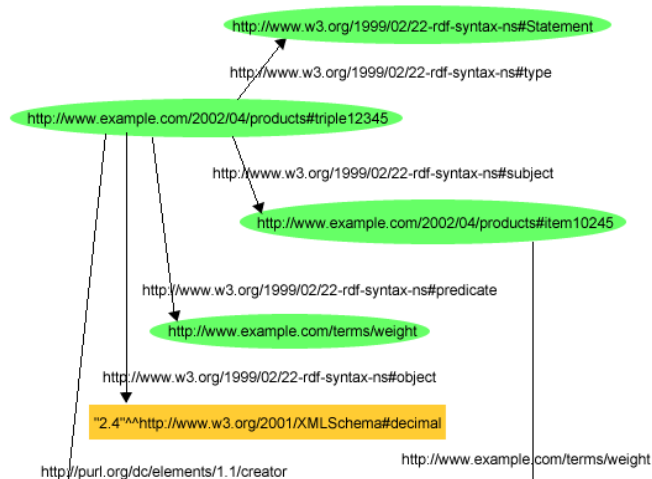 http://www.w3.org/1999/02/22-rdf-syntax-ns#Statement
http://www.w3.org/1999/02/22-rdf-syntax-ns#type
http://www.example.com/2002/04/products#triple12345
http://www.w3.org/1999/02/22-rdf-syntax-ns#subject
http://www.example.com/2002/04/products#item10245
http://www.w3.org/1999/02/22-rdf-syntax-ns#predicate
http://www.example.com/terms/weight
http://www.w3.org/1999/02/22-rdf-syntax-ns#object
"2.4"^^http://www.w3.org/2001/XMLSchema#decimal
http://purl.org/dc/elements/1.1/creator
http://www.example.com/terms/weight